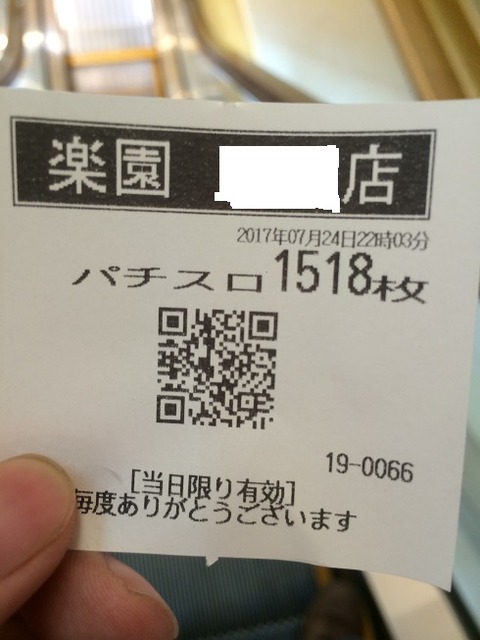 楽園 店
2017年07月24日22時03分
パチスロ1518枚
19-0066
[当日限り有効]
毎度ありがとうございます